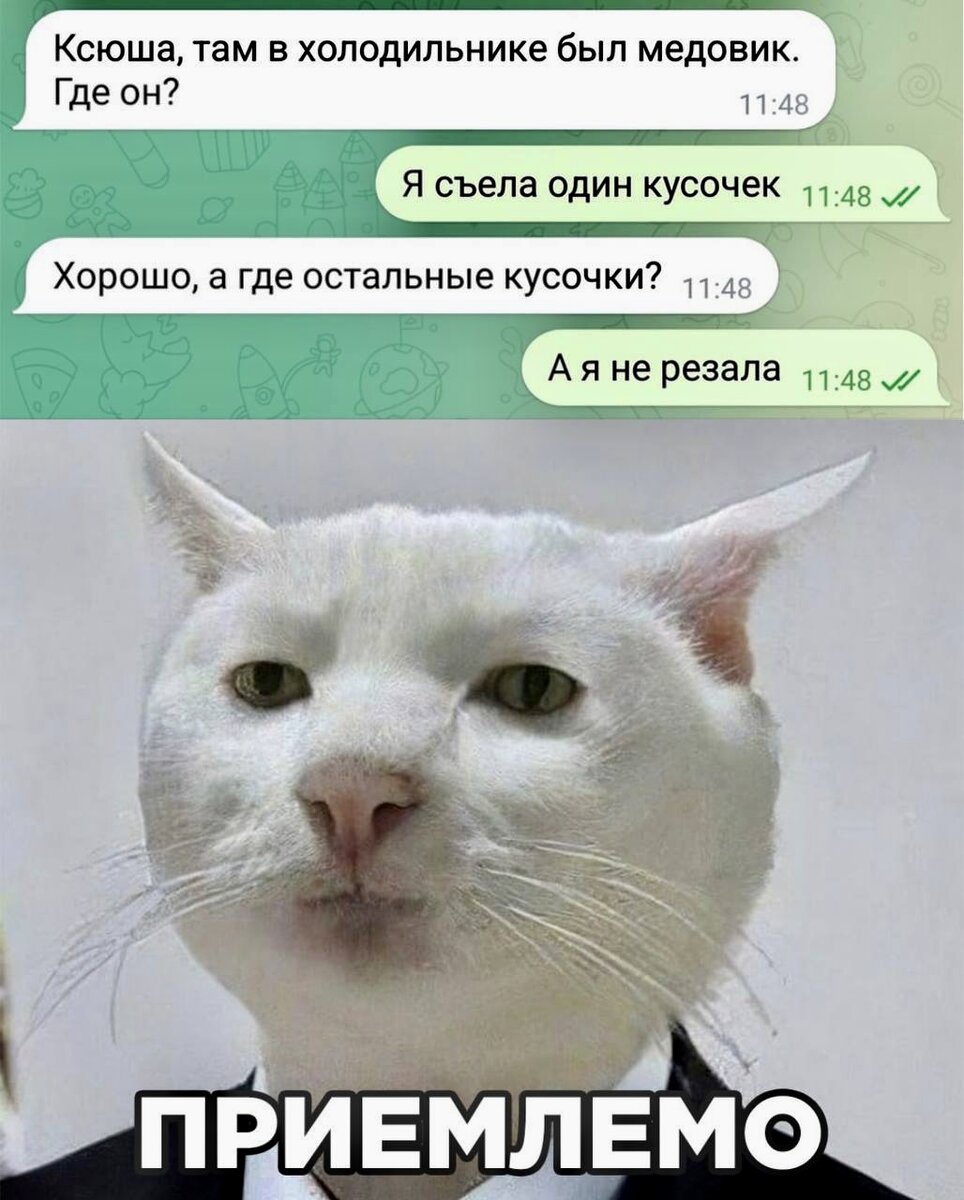 Ксюша, там в холодильнике был медовик.
Где он?
11:48
Я съела один кусочек 11:48
Хорошо, а где остальные кусочки? 11:48
А я не резала 11:48
ПРИЕМЛЕМО